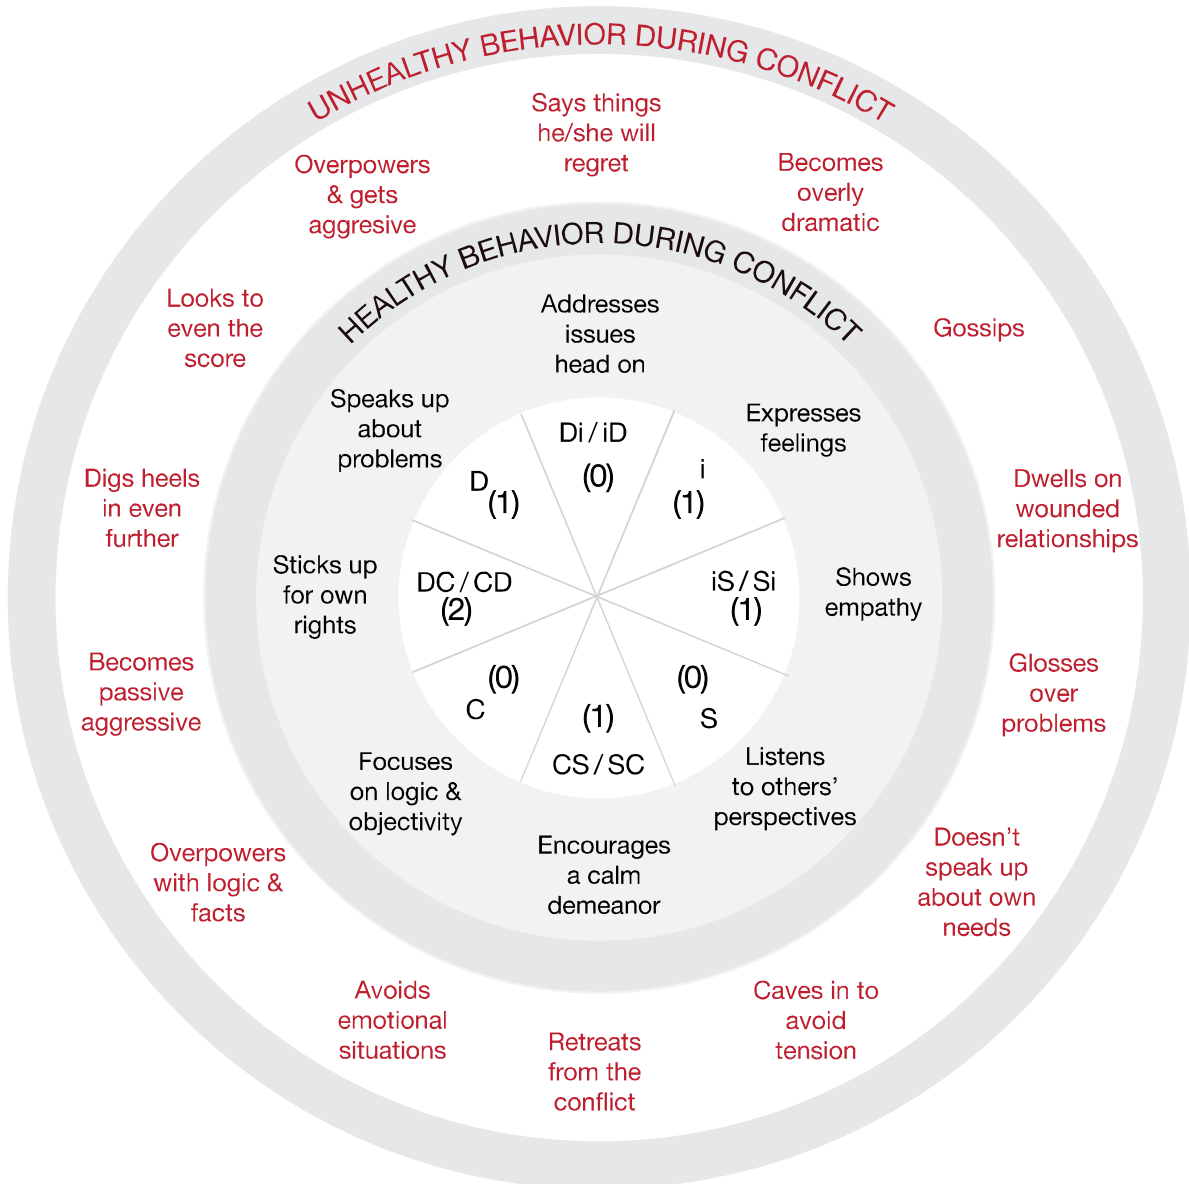 UNHEALTHY BEHAVIOR DURING CONFLICT
Says things
he/she will
regret
Becomes
overly
dramatic
Gossips
Dwells on
wounded
relationships
Glosses
over
problems
Doesn't
speak up
about own
needs
Caves in to
avoid
tension
Retreats
from the
conflict
Avoids
emotional
situations
Overpowers
with logic &
facts
Becomes
passive
aggressive
Digs heels
in even
further
Looks to
even the
score
Overpowers
& gets
aggresive
HEALTHY BEHAVIOR DURING CONFLICT
Addresses
issues
head on
Expresses
feelings
Shows
empathy
Listens
to others'
perspectives
Encourages
a calm
demeanor
Focuses
on logic &
objectivity
Sticks up
for own
rights
Speaks up
about
problems
Di / iD
(0)
i
(1)
iS / Si
(1)
(0)
S
(1)
CS / SC
(0)
C
DC / CD
(2)
D
(1)